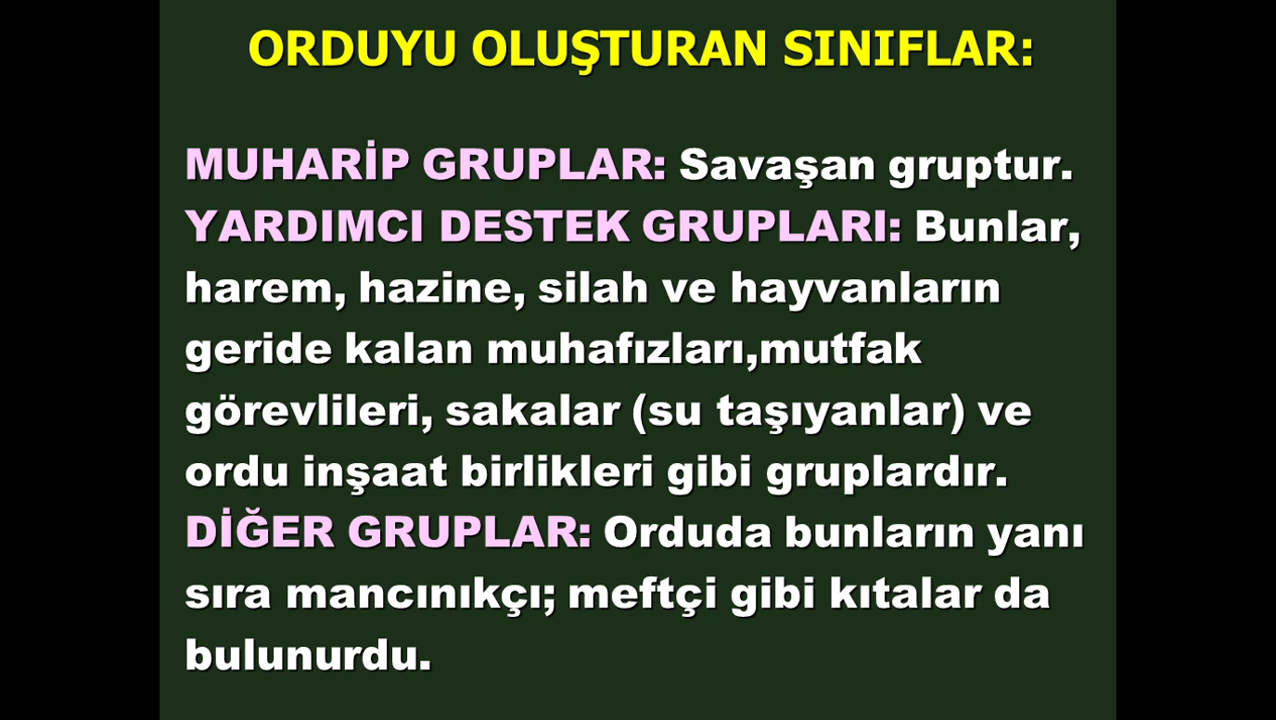 ORDUYU OLUŞTURAN SINIFLAR:
MUHARİP GRUPLAR: Savaşan gruptur.
YARDIMCI DESTEK GRUPLARI: Bunlar,
harem, hazine, silah ve hayvanların
geride kalan muhafızları,mutfak
görevlileri, sakalar (su taşıyanlar) ve
ordu inşaat birlikleri gibi gruplardır.
DİĞER GRUPLAR: Orduda bunların yanı
sıra mancınıkçı; meftçi gibi kıtalar da
bulunurdu.